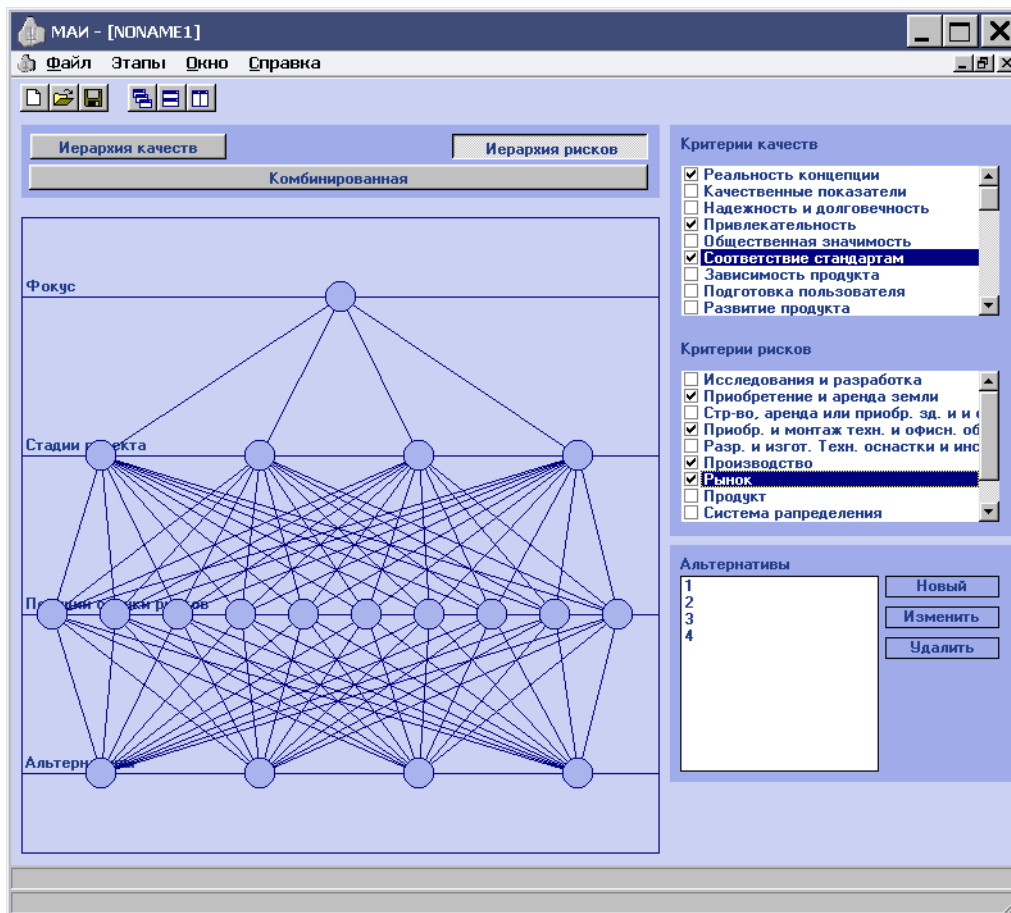 МАИ - [NONAME1]
Файл Этапы Окно Справка
Иерархия качеств
Иерархия рисков
Комбинированная
Фокус
Стадии
Альтернативы
Критерии качеств
Реальность концепции
Качественные показатели
Надежность и долговечность
Привлекательность
Общественная значимость
Соответствие стандартам
Зависимость продукта
Подготовка пользователя
Развитие продукта
Критерии рисков
Исследования и разработка
Приобретение и аренда земли
Стр-во, аренда или приобр. зд. и и
Приобр. и монтаж техн. и офисн. об
Разр. и изгот. Техн. оснастки и инс
Производство
Рынок
Продукт
Система рапределения
Альтернативы
1
2
3
4
Новый
Изменить
Удалить